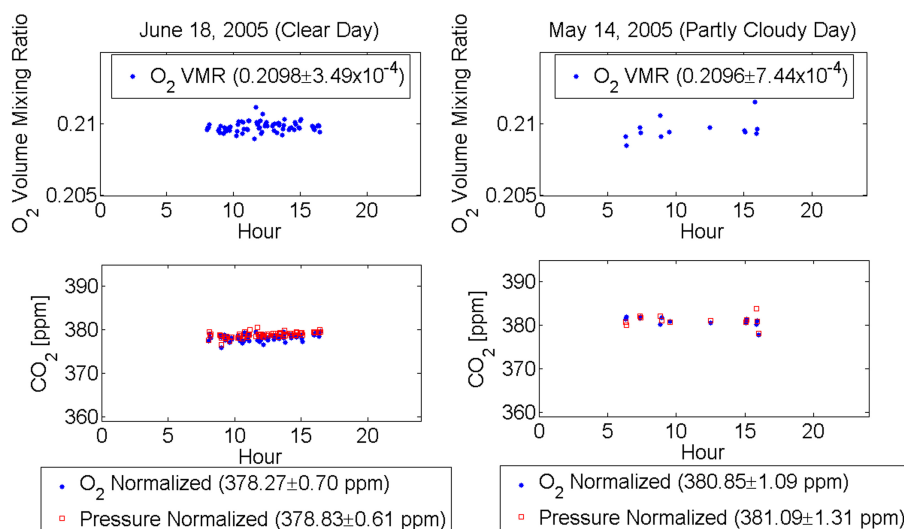 June 18, 2005 (Clear Day)
O2 Volume Mixing Ratio
O2 VMR (0.2098±3.49x10-4)
0.21
0.205
0 5 10 15 20
Hour
May 14, 2005 (Partly Cloudy Day)
O2 Volume Mixing Ratio
O2 VMR (0.2096±7.44x10-4)
0.21
0.205
0 5 10 15 20
Hour
CO2 [ppm]
390
380
370
360
0 5 10 15 20
Hour
O2 Normalized (378.27±0.70 ppm)
Pressure Normalized (378.83±0.61 ppm)
CO2 [ppm]
390
380
370
360
0 5 10 15 20
Hour
O2 Normalized (380.85±1.09 ppm)
Pressure Normalized (381.09±1.31 ppm)